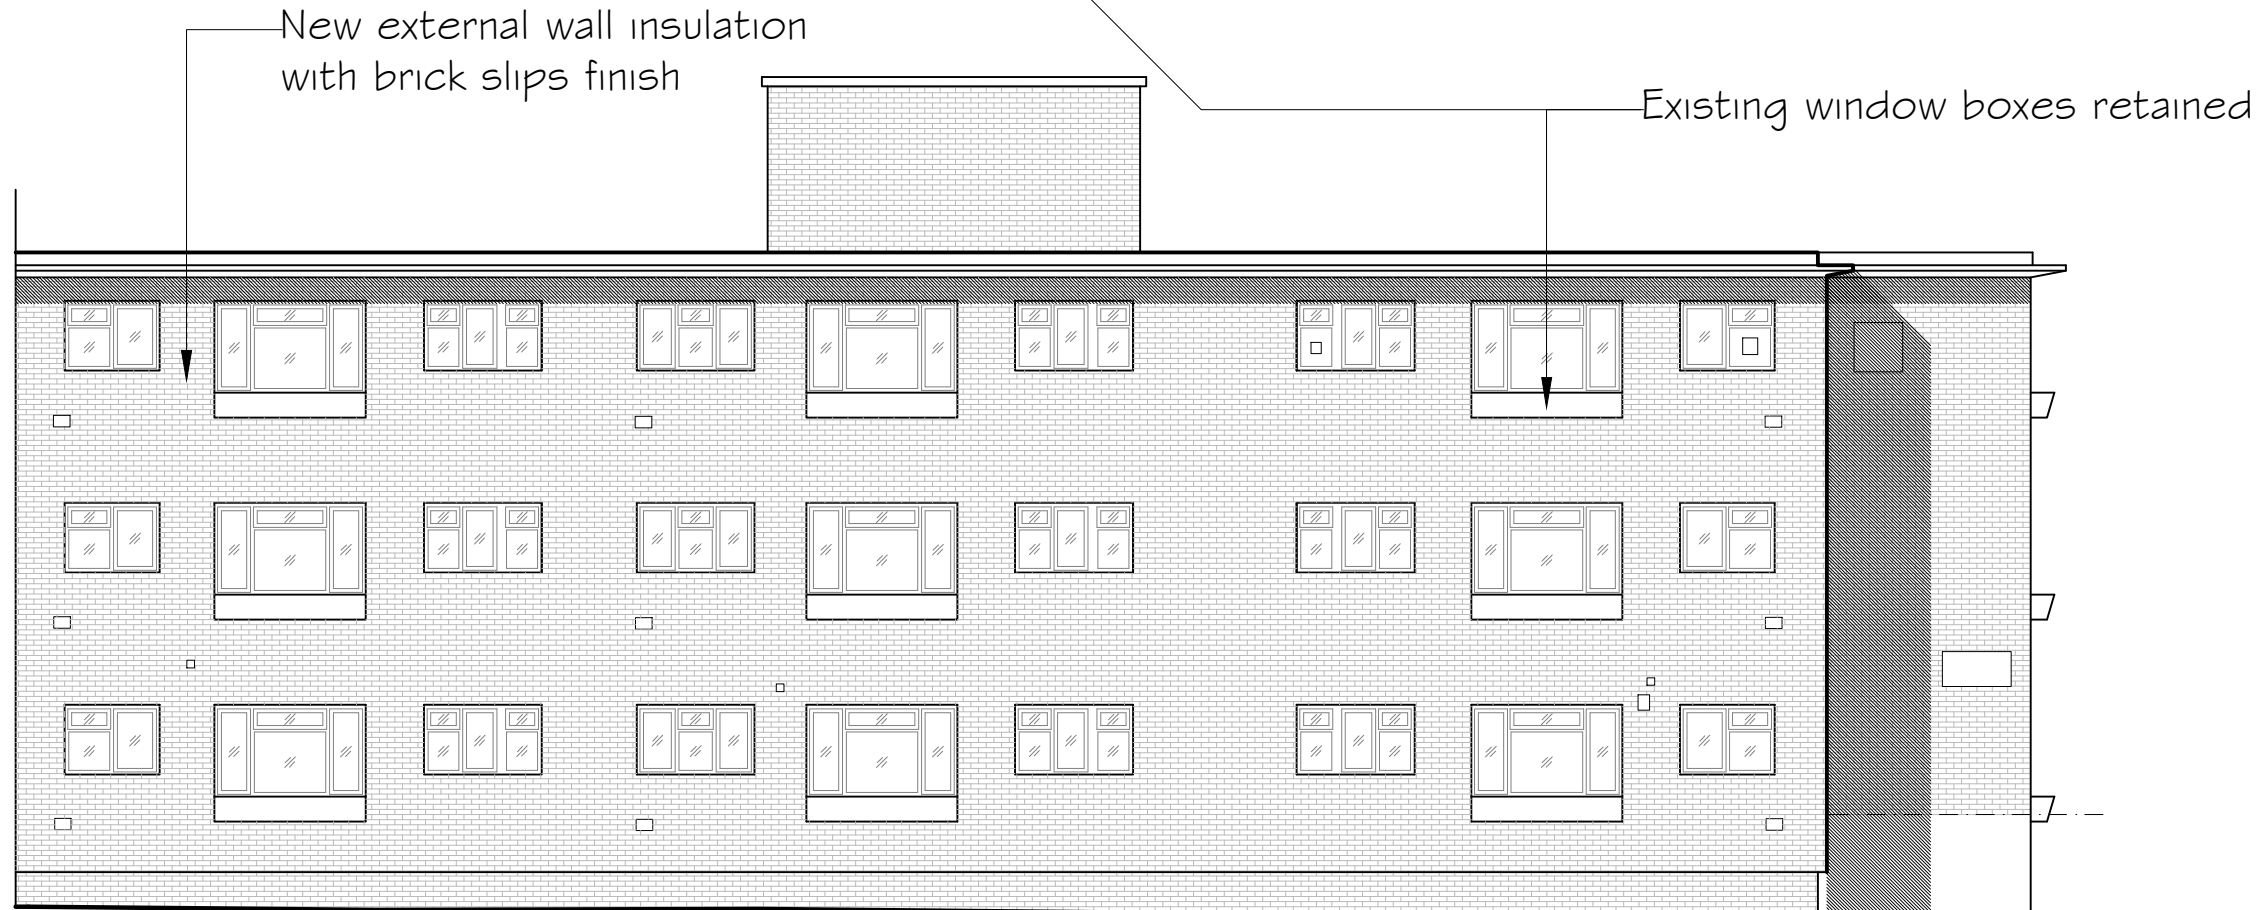 New external wall insulation
with brick slips finish
Existing window boxes retained